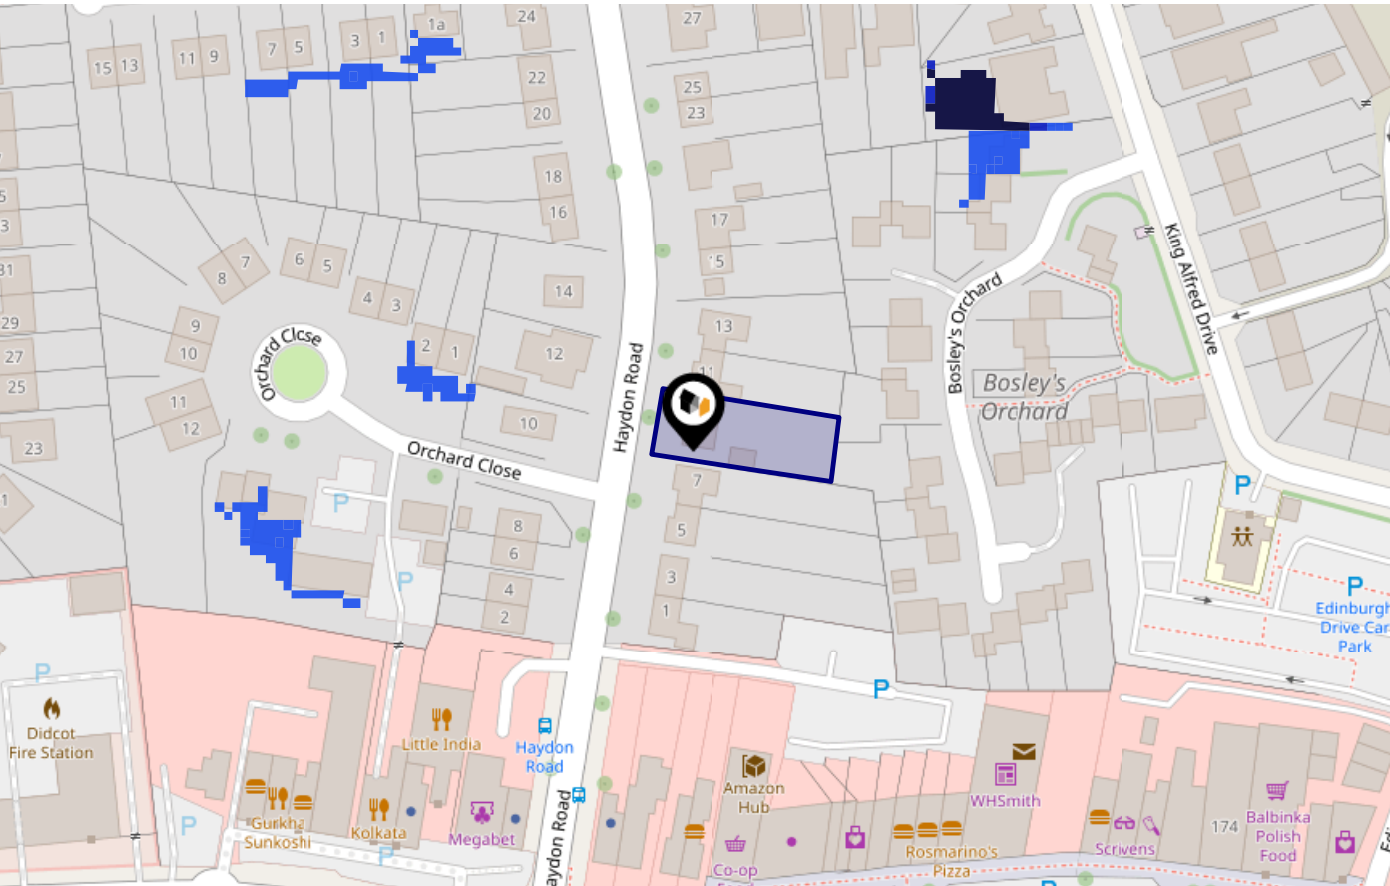 24
1a
27
3 1
7 5
11 9
15 13
22
25
20
23
18
16
17
15
7
6 5
8
4 3
14
13
9
10
2
1
12
11
Orchard Close
Haydon Road
King Alfred Drive
Bosley's Orchard
Bosley's
Orchard
31
29
27
25
23
11
12
10
Orchard Close
7
5
3
1
8
6
4
2
P
P
P
P
P
P
P
P
Edinburgh
Drive Car
Park
Didcot
Fire Station
Little India
Haydon
Road
Amazon
Hub
WHSmith
Gurkha
Sunkoshi
Kolkata
Megabet
Haydon Road
Co-op
Rosmarino's
Pizza
Scrivens
174
Balbinka
Polish
Food